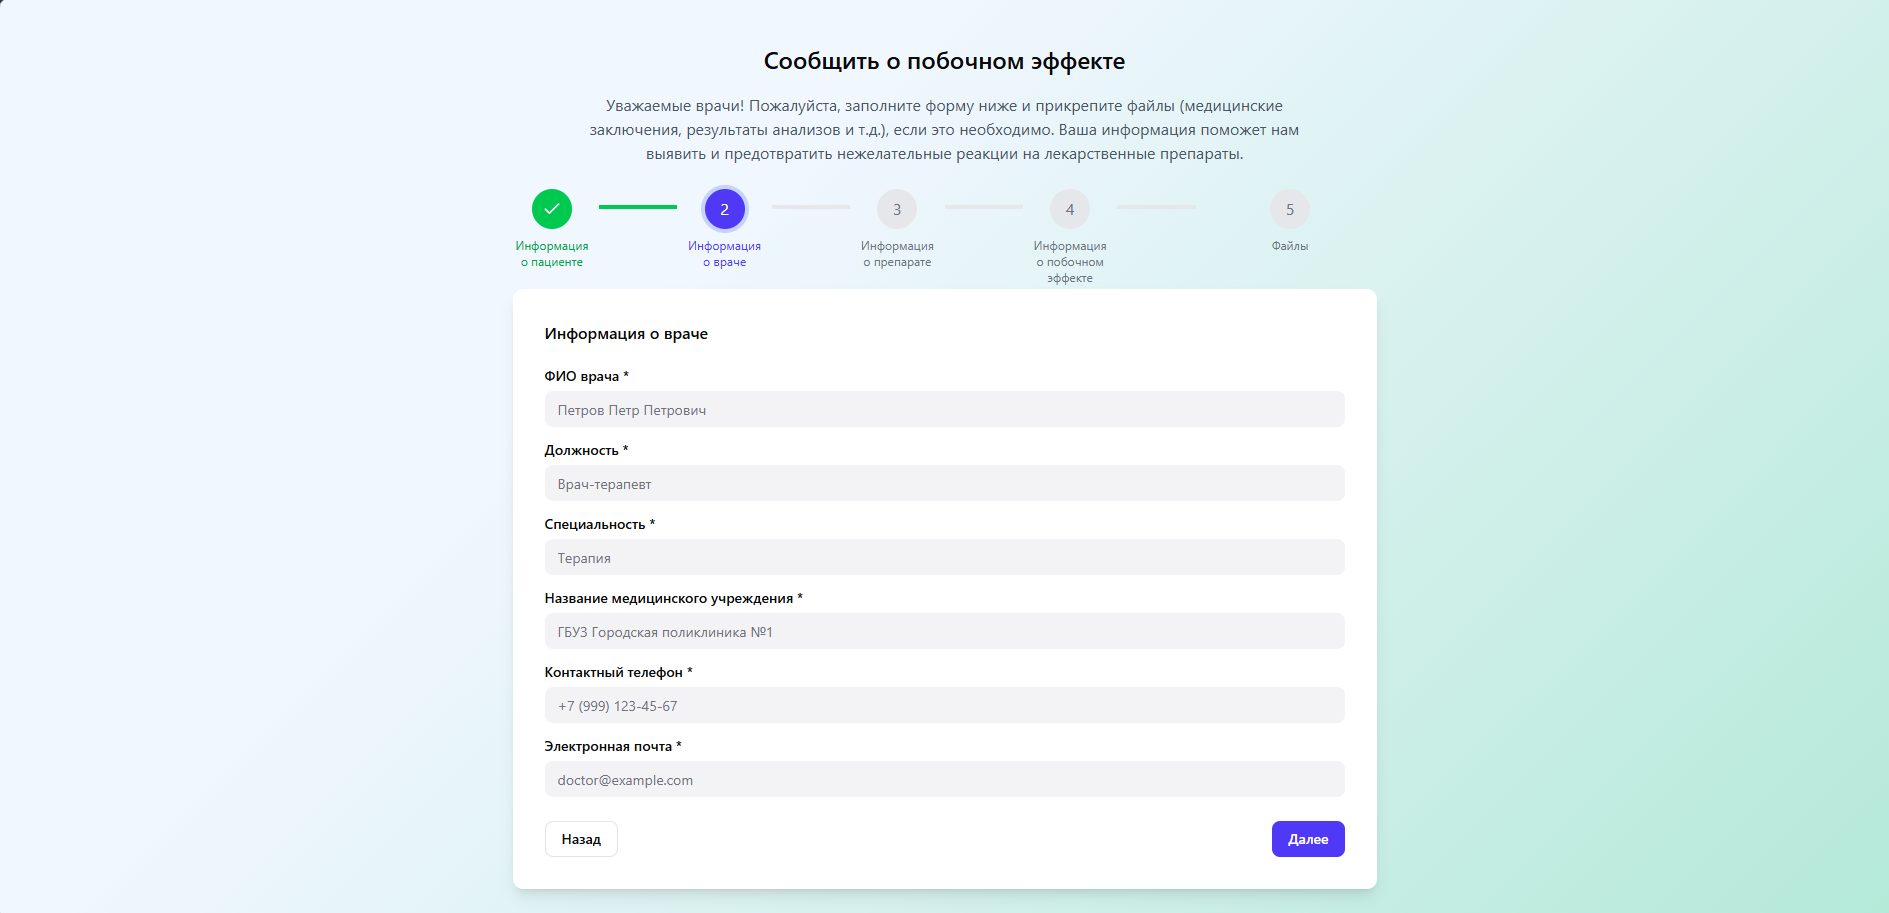 Сообщить о побочном эффекте
Уважаемые врачи! Пожалуйста, заполните форму ниже и прикрепите файлы (медицинские
заключения, результаты анализов и т.д.), если это необходимо. Ваша информация поможет нам
выявить и предотвратить нежелательные реакции на лекарственные препараты.
Информация
о пациенте
2
Информация
о враче
3
Информация
о препарате
4
Информация
о побочном
эффекте
5
Файлы
Информация о враче
ФИО врача *
Петров Петр Петрович
Должность *
Врач-терапевт
Специальность *
Терапия
Название медицинского учреждения *
ГБУЗ Городская поликлиника №1
Контактный телефон *
+7 (999) 123-45-67
Электронная почта *
doctor@example.com
Назад
Далее